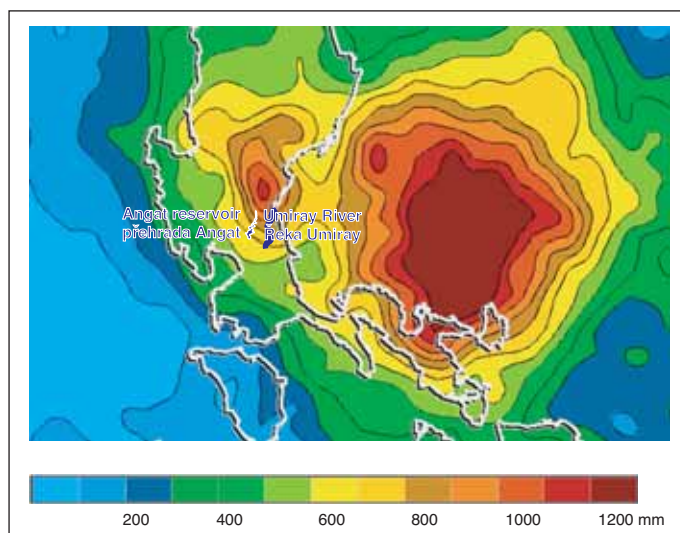 Angat reservoir
přehrada Angat
Umiray River
Řeka Umiray
200 400 600 800 1000 1200 mm